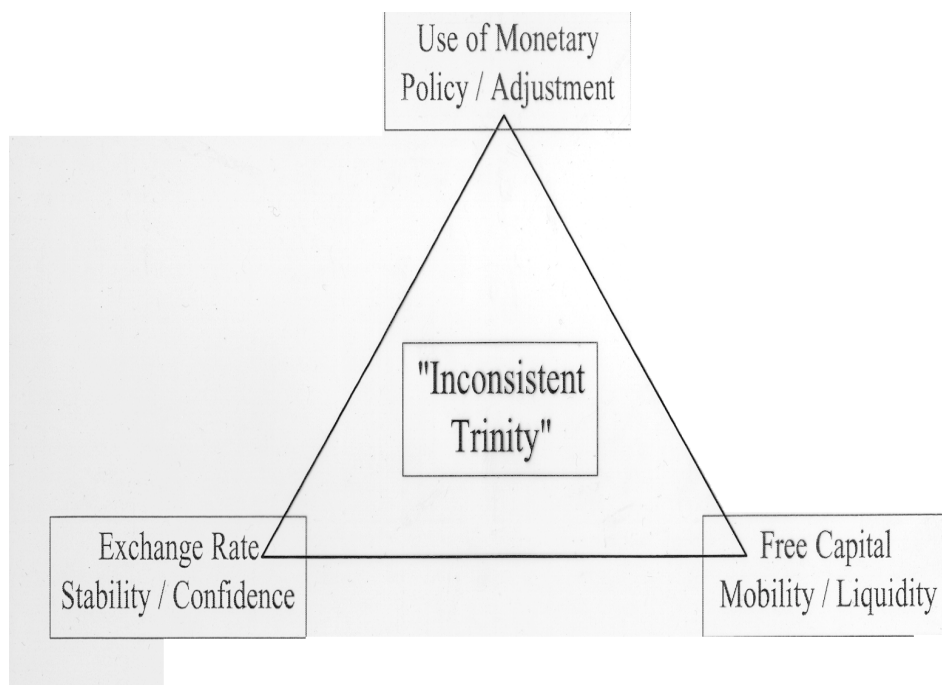 Use of Monetary
Policy / Adjustment
"Inconsistent
Trinity"
Exchange Rate
Stability / Confidence
Free Capital
Mobility / Liquidity